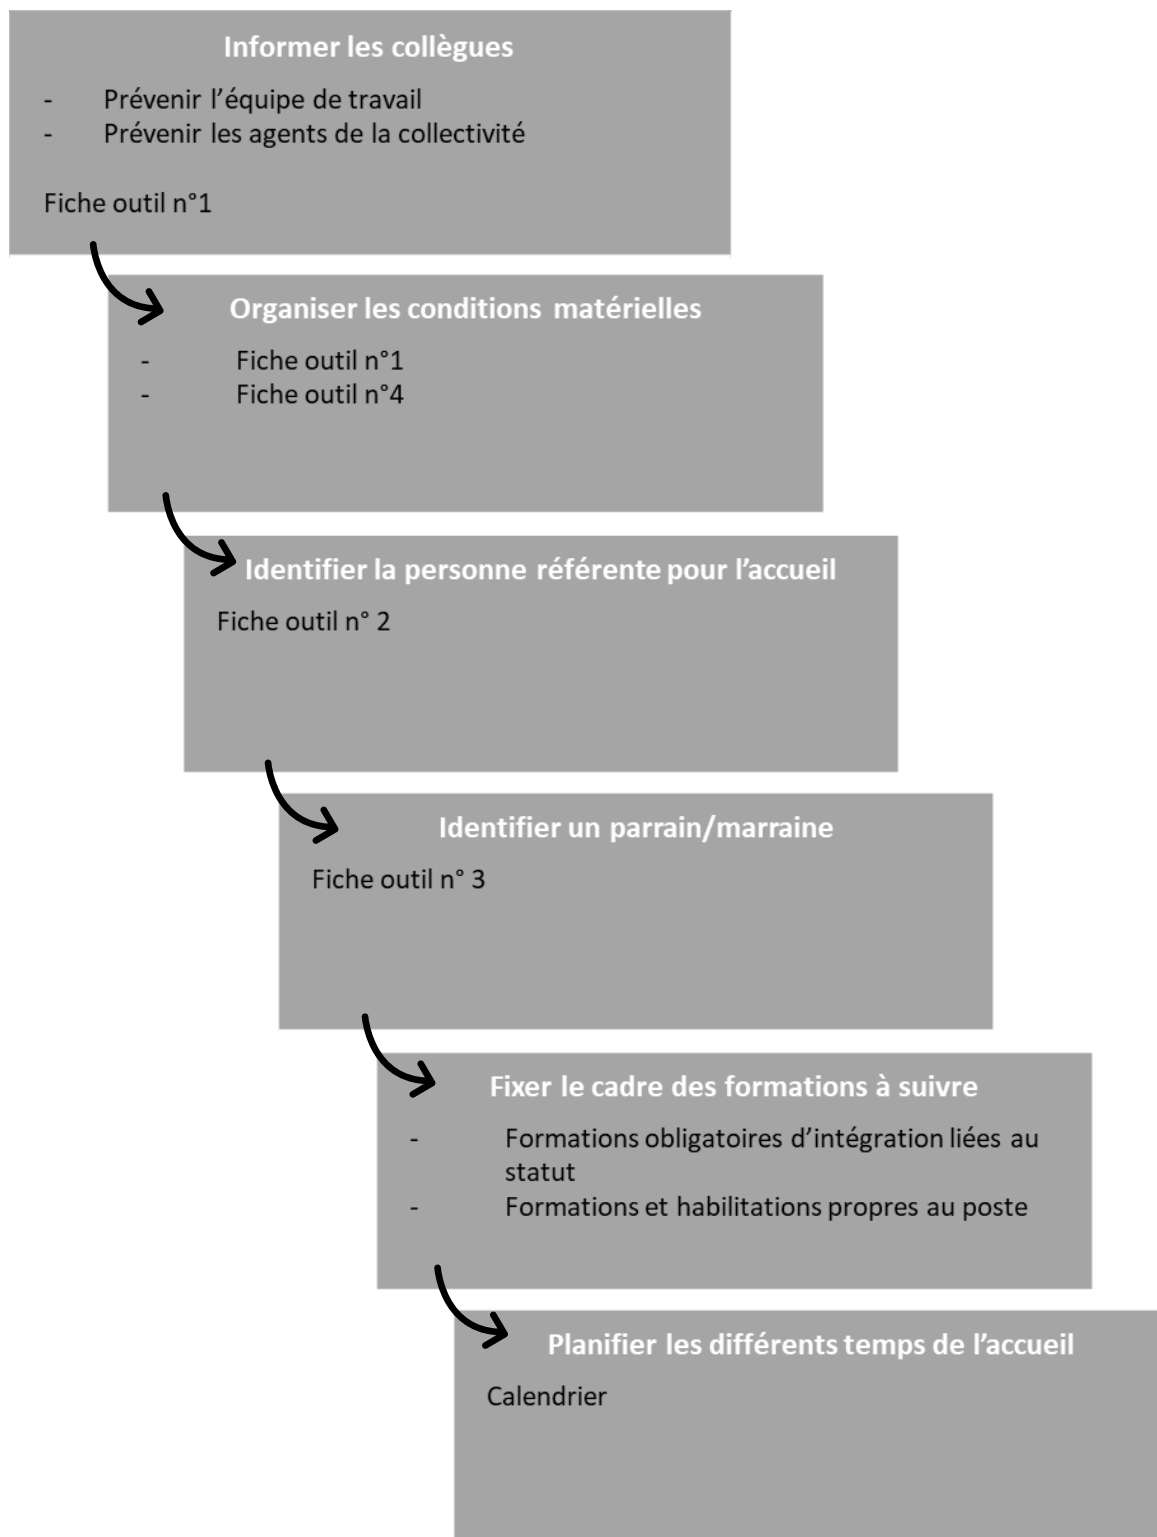 Informer les collègues
- Prévenir l’équipe de travail
- Prévenir les agents de la collectivité
Fiche outil n°1
Organiser les conditions matérielles
- Fiche outil n°1
- Fiche outil n°4
Identifier la personne référente pour l’accueil
Fiche outil n° 2
Identifier un parrain/marraine
Fiche outil n° 3
Fixer le cadre des formations à suivre
- Formations obligatoires d’intégration liées au
statut
- Formations et habilitations propres au poste
Planifier les différents temps de l’accueil
Calendrier